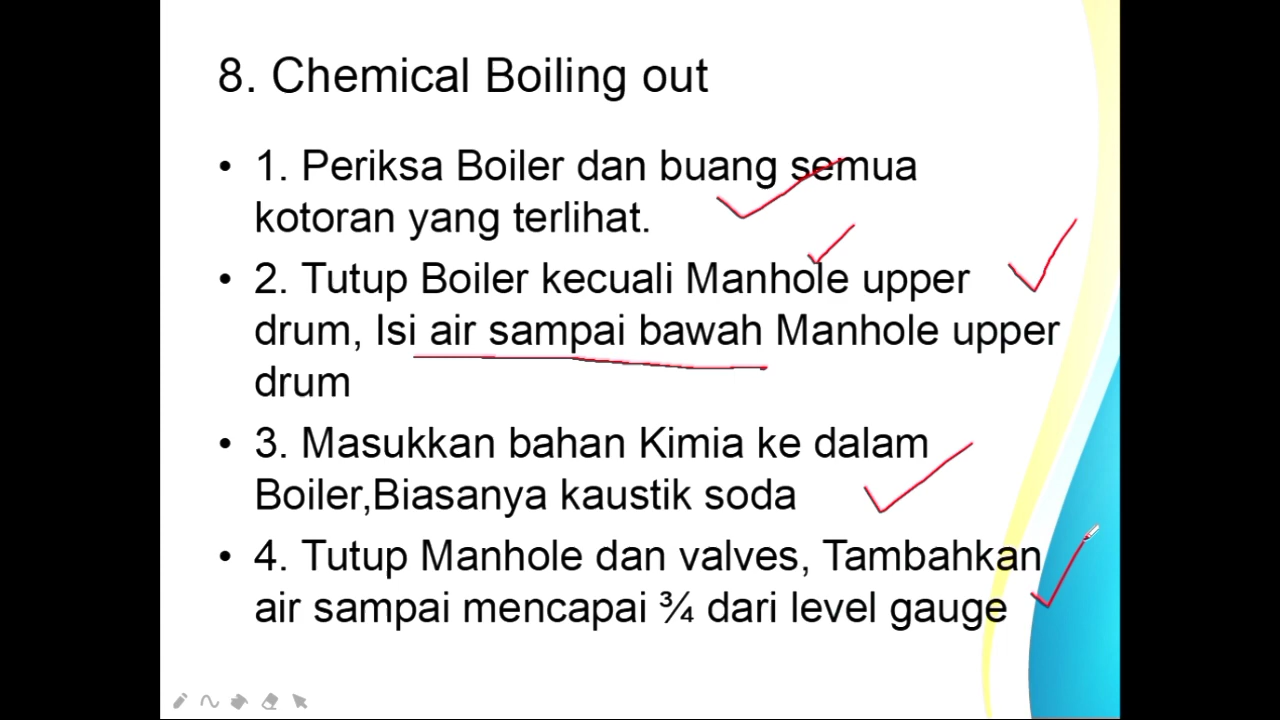 8. Chemical Boiling out
• 1. Periksa Boiler dan buang semua
kotoran yang terlihat.
• 2. Tutup Boiler kecuali Manhole upper
drum, Isi air sampai bawah Manhole upper
drum
• 3. Masukkan bahan Kimia ke dalam
Boiler,Biasanya kaustik soda
• 4. Tutup Manhole dan valves, Tambahkan
air sampai mencapai ¾ dari level gauge